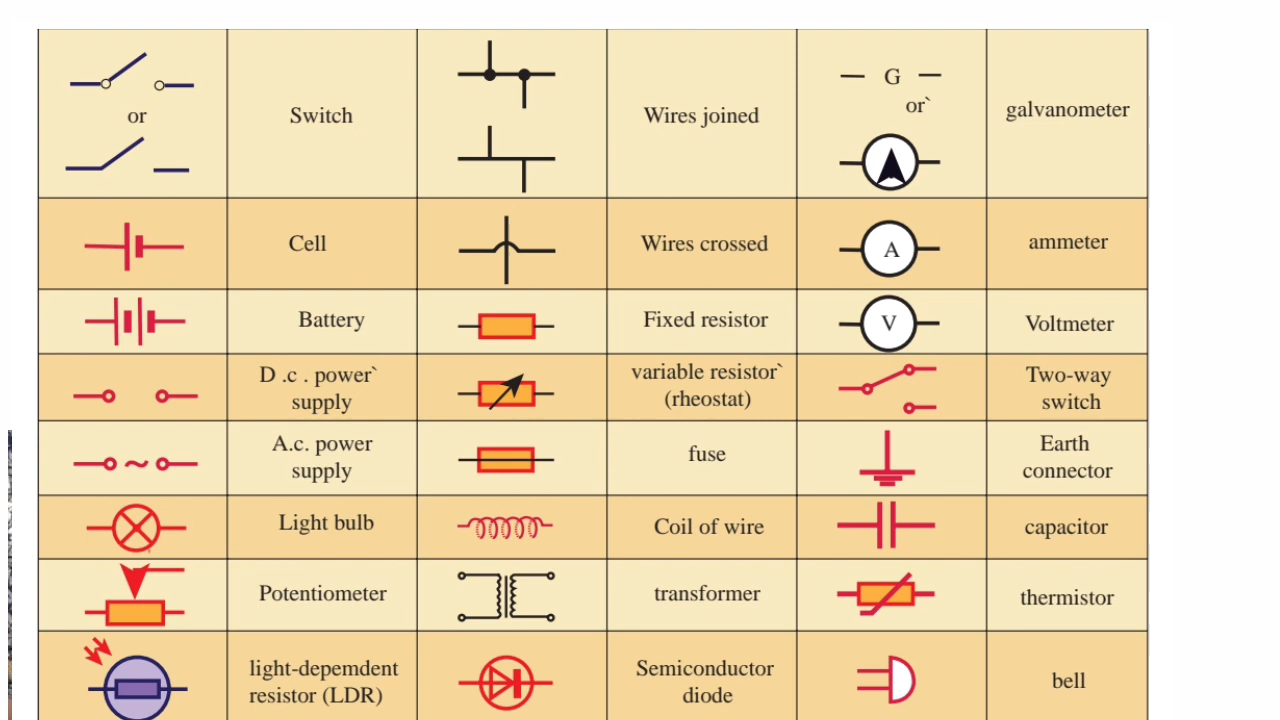 or
Switch
Wires joined
G
or`
galvanometer
Cell
Wires crossed
A
ammeter
Battery
Fixed resistor
V
Voltmeter
D .c . power`
supply
variable resistor`
(rheostat)
Two-way
switch
A.c. power
supply
fuse
Earth
connector
Light bulb
Coil of wire
capacitor
Potentiometer
transformer
thermistor
light-depemdent
resistor (LDR)
Semiconductor
diode
bell